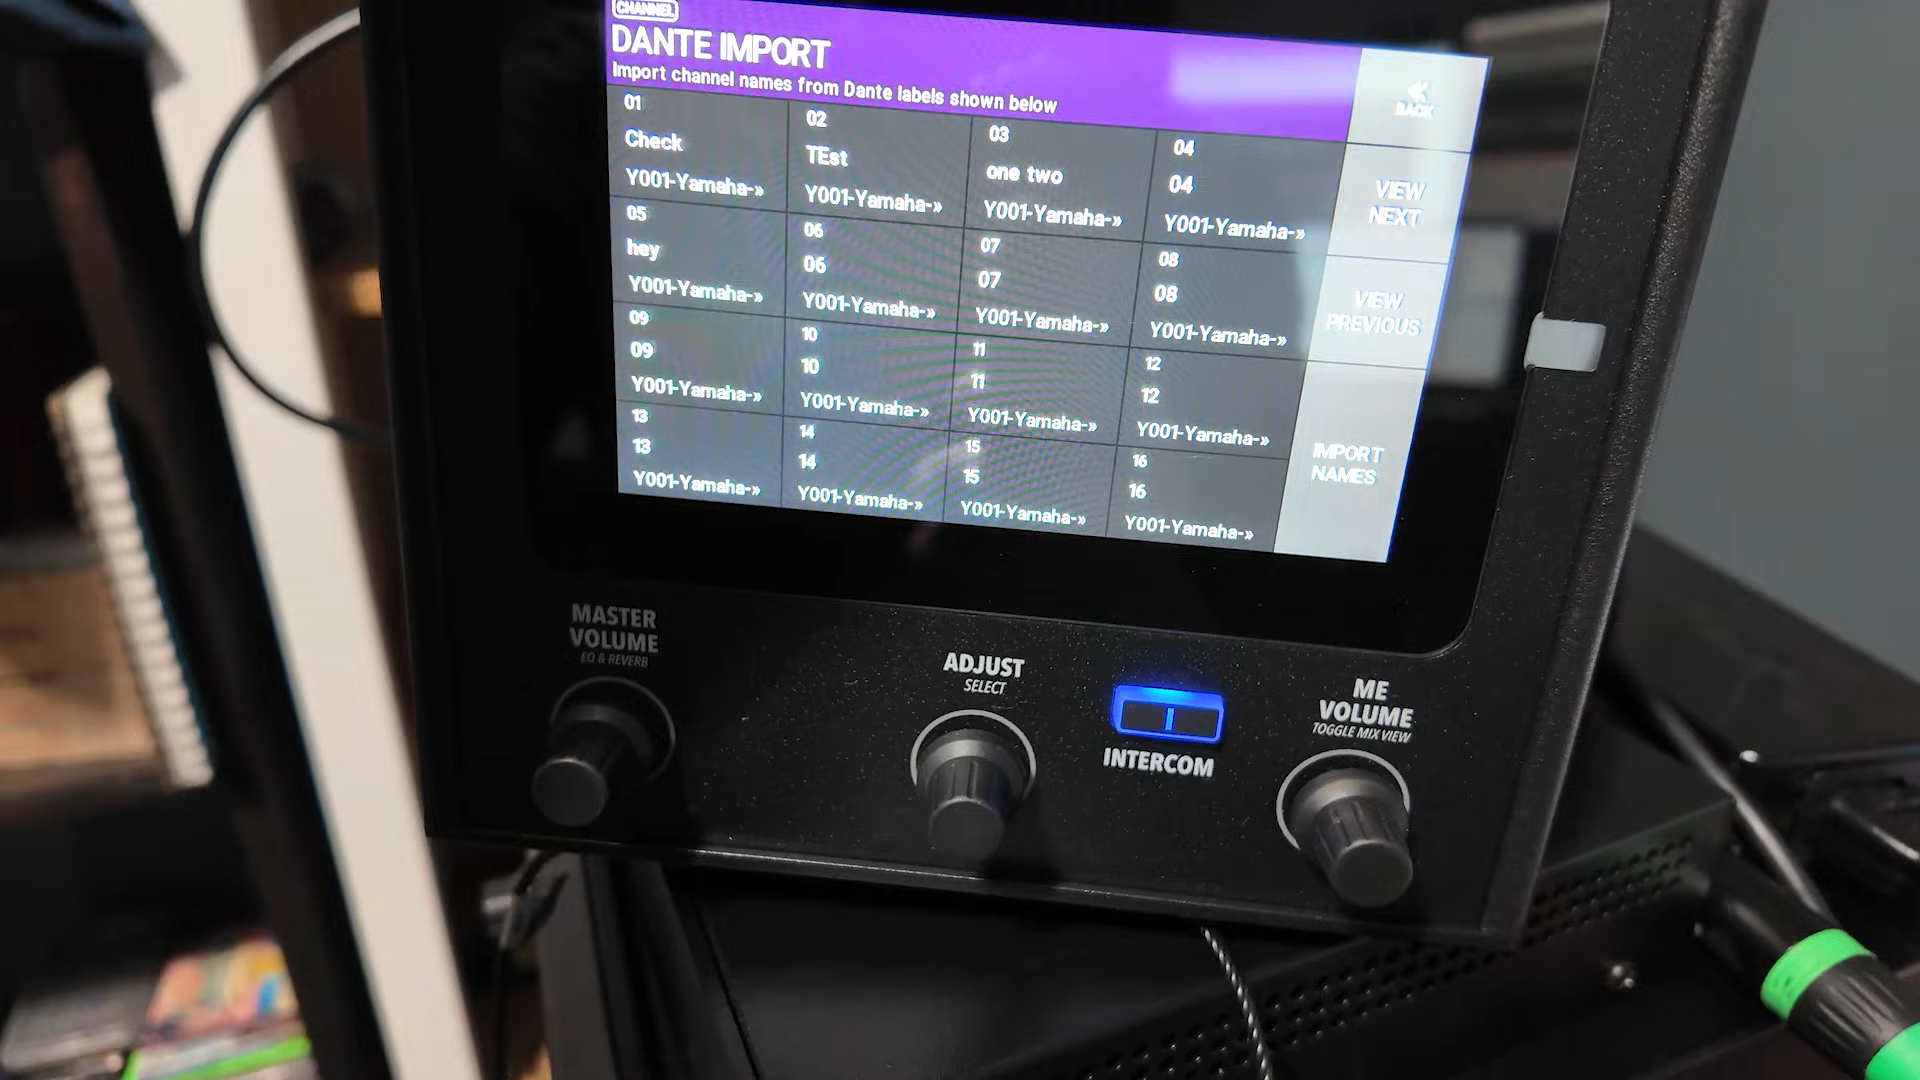 CHANNEL
DANTE IMPORT
Import channel names from Dante labels shown below
BACK
VIEW
NEXT
VIEW
PREVIOUS
IMPORT
NAMES
01
Check
Y001-Yamaha-»
02
TEst
Y001-Yamaha-»
03
one two
Y001-Yamaha-»
04
04
Y001-Yamaha-»
05
hey
Y001-Yamaha-»
06
06
Y001-Yamaha-»
07
07
Y001-Yamaha-»
08
08
Y001-Yamaha-»
09
09
Y001-Yamaha-»
10
10
Y001-Yamaha-»
11
11
Y001-Yamaha-»
12
12
Y001-Yamaha-»
13
13
Y001-Yamaha-»
14
14
Y001-Yamaha-»
15
15
Y001-Yamaha-»
16
16
Y001-Yamaha-»
MASTER
VOLUME
EQ & REVERB
ADJUST
SELECT
INTERCOM
ME
VOLUME
TOGGLE MIX VIEW